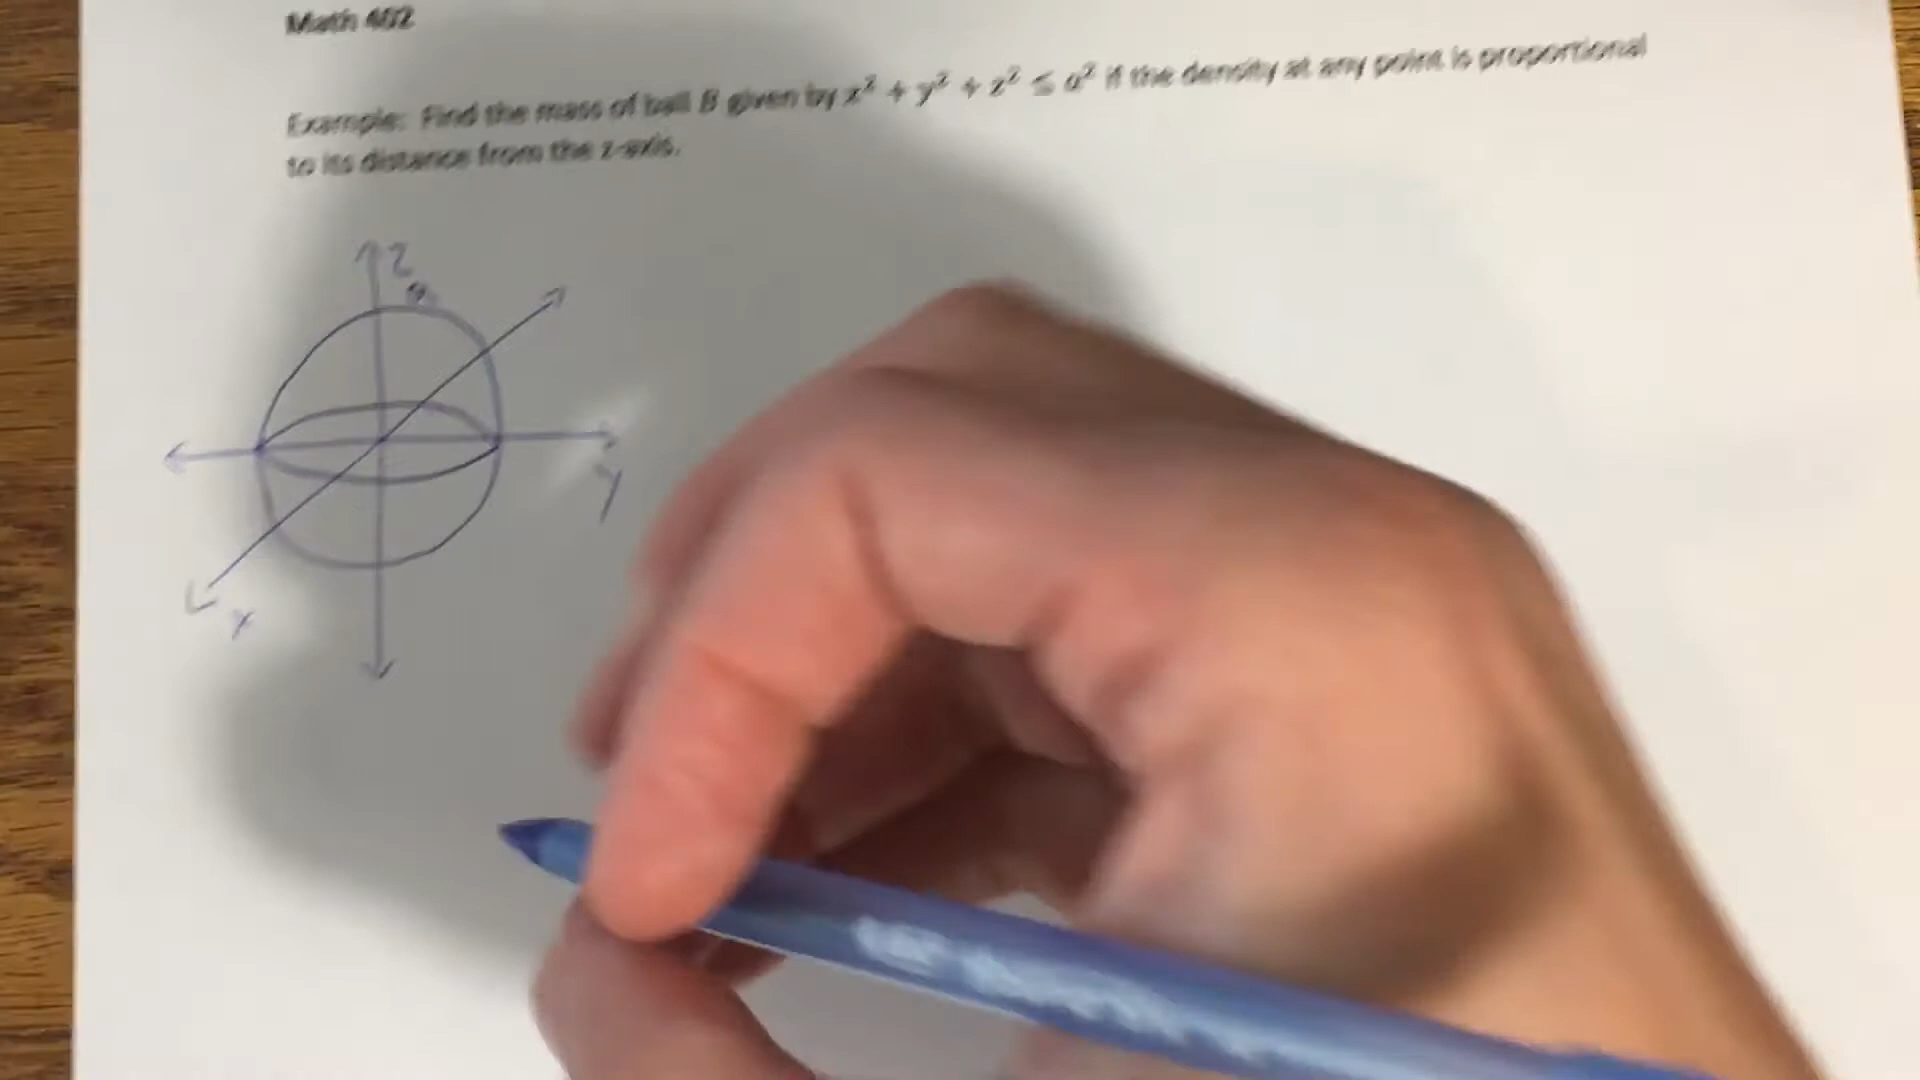 Math 402
Example: Find the mass of ball B given by x² + y² + z² ≤ a² if the density at any point is proportional
to its distance from the z-axis.
z
a
y
x